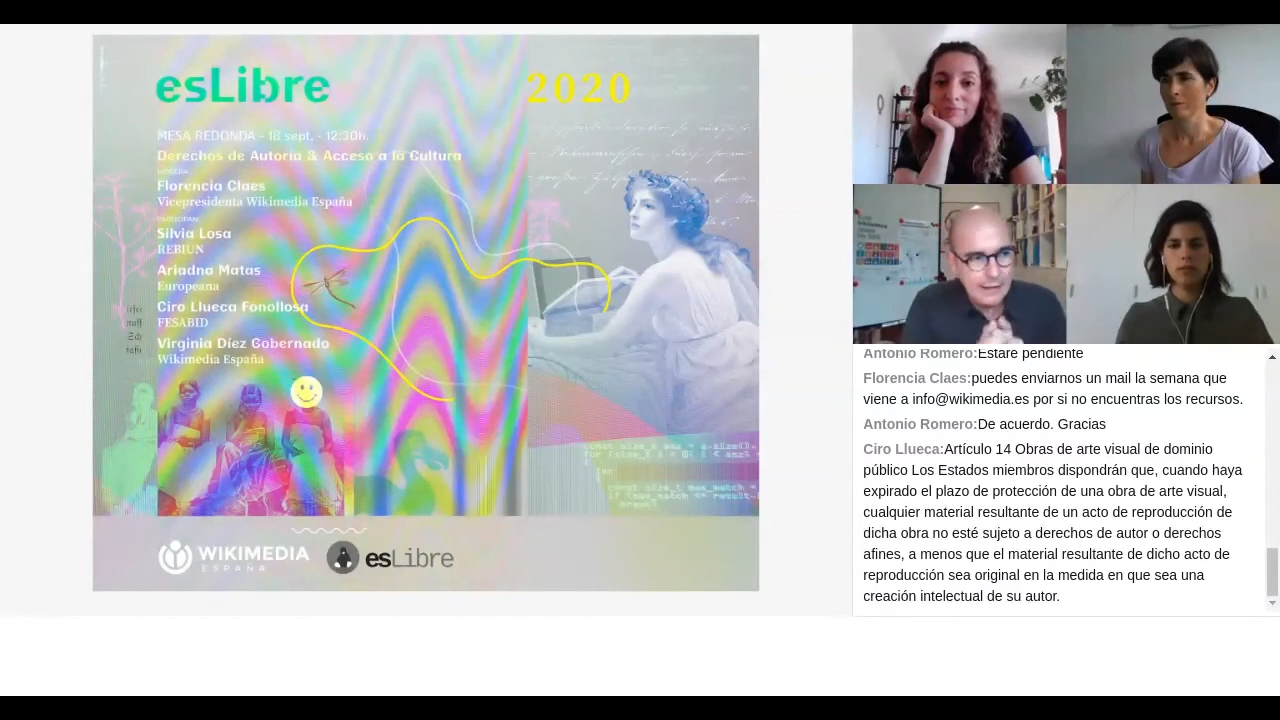 esLibre
2020
MESA REDONDA - 18 sept. - 12:30h.
Derechos de Autoría & Acceso a la Cultura
MODERA:
Florencia Claes
Vicepresidenta Wikimedia España
PARTICIPAN:
Silvia Losa
REBIUN
Ariadna Matas
Europeana
Ciro Llueca Fonollosa
FESABID
Virginia Díez Gobernado
Wikimedia España
WIKIMEDIA
ESPAÑA
esLibre
Antonio Romero:Estare pendiente
Florencia Claes:puedes enviarnos un mail la semana que
viene a info@wikimedia.es por si no encuentras los recursos.
Antonio Romero:De acuerdo. Gracias
Ciro Llueca:Artículo 14 Obras de arte visual de dominio
público Los Estados miembros dispondrán que, cuando haya
expirado el plazo de protección de una obra de arte visual,
cualquier material resultante de un acto de reproducción de
dicha obra no esté sujeto a derechos de autor o derechos
afines, a menos que el material resultante de dicho acto de
reproducción sea original en la medida en que sea una
creación intelectual de su autor.